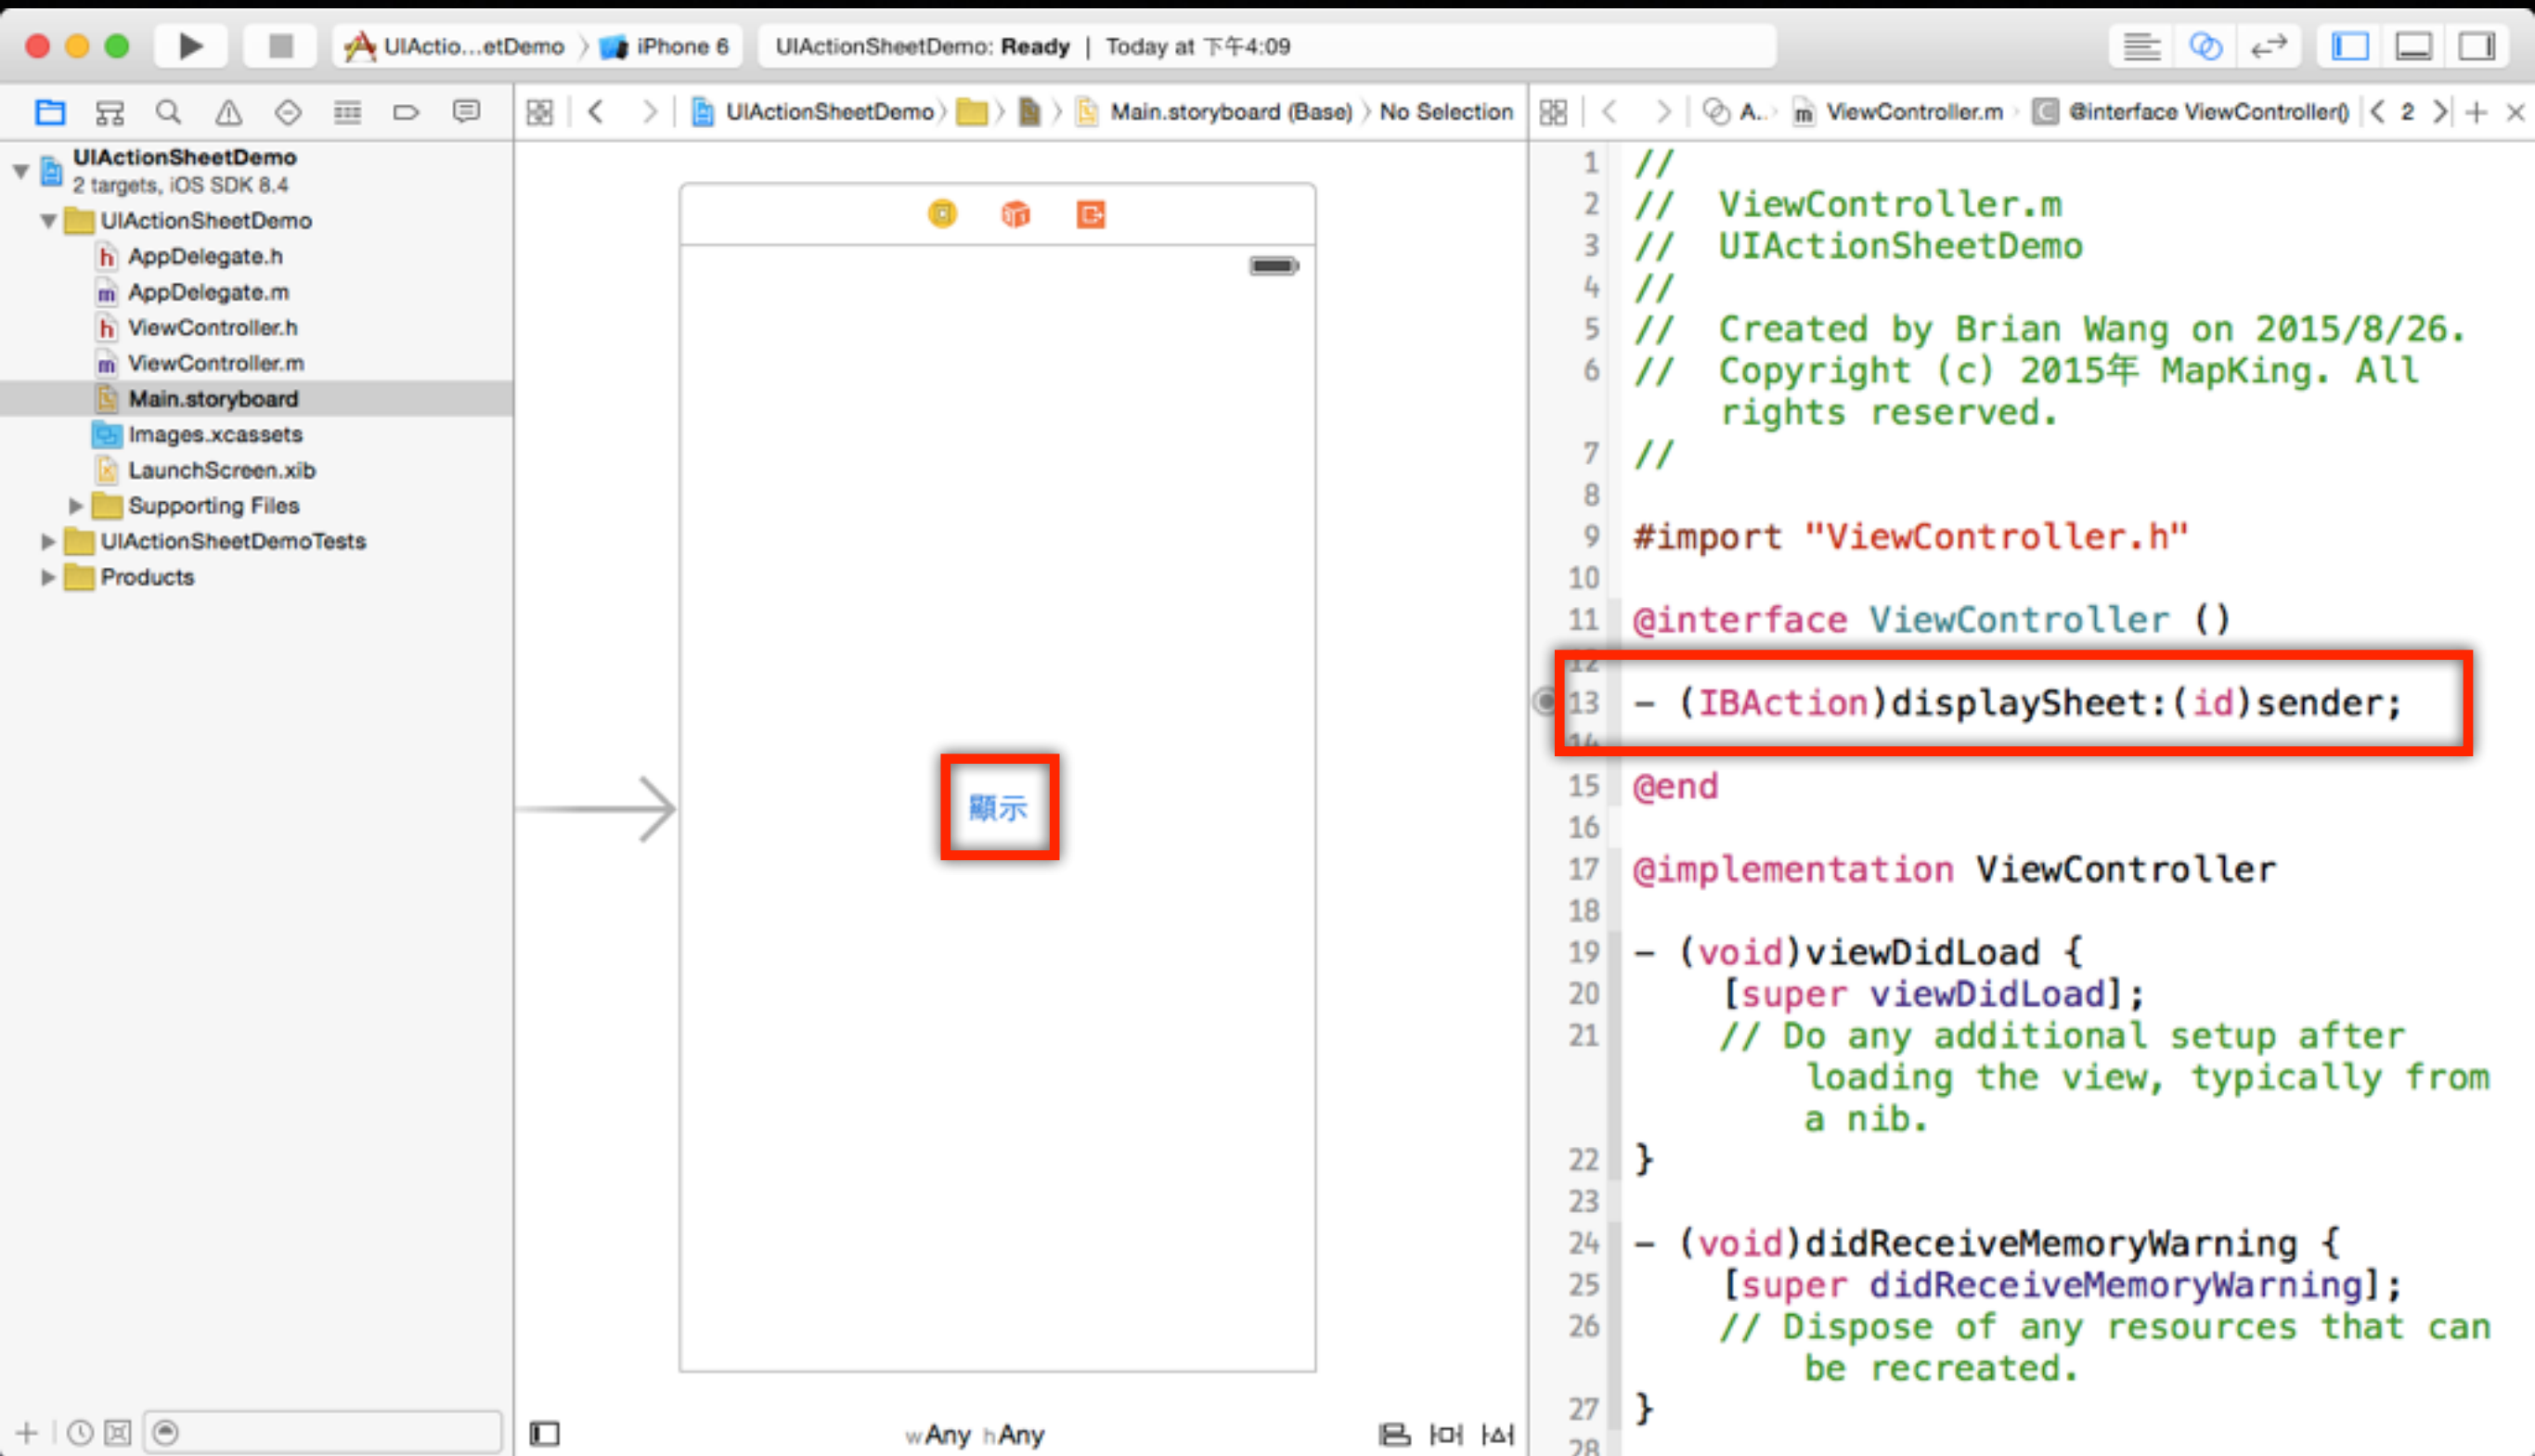 UIActio...etDemo 〉 iPhone 6
UIActionSheetDemo: Ready | Today at 下午4:09
UIActionSheetDemo 〉 〉 〉 Main.storyboard (Base) 〉 No Selection
A.. › ViewController.m › @interface ViewController() < 2 > + ×
UIActionSheetDemo
2 targets, iOS SDK 8.4
UIActionSheetDemo
AppDelegate.h
AppDelegate.m
ViewController.h
ViewController.m
Main.storyboard
Images.xcassets
LaunchScreen.xib
Supporting Files
UIActionSheetDemoTests
Products
顯示
wAny hAny
1 //
2 //  ViewController.m
3 //  UIActionSheetDemo
4 //
5 //  Created by Brian Wang on 2015/8/26.
6 //  Copyright (c) 2015年 MapKing. All
rights reserved.
7 //
8
9 #import "ViewController.h"
10
11 @interface ViewController ()
12
13 - (IBAction)displaySheet:(id)sender;
14
15 @end
16
17 @implementation ViewController
18
19 - (void)viewDidLoad {
20 [super viewDidLoad];
21 // Do any additional setup after
loading the view, typically from
a nib.
22 }
23
24 - (void)didReceiveMemoryWarning {
25 [super didReceiveMemoryWarning];
26 // Dispose of any resources that can
be recreated.
27 }
28